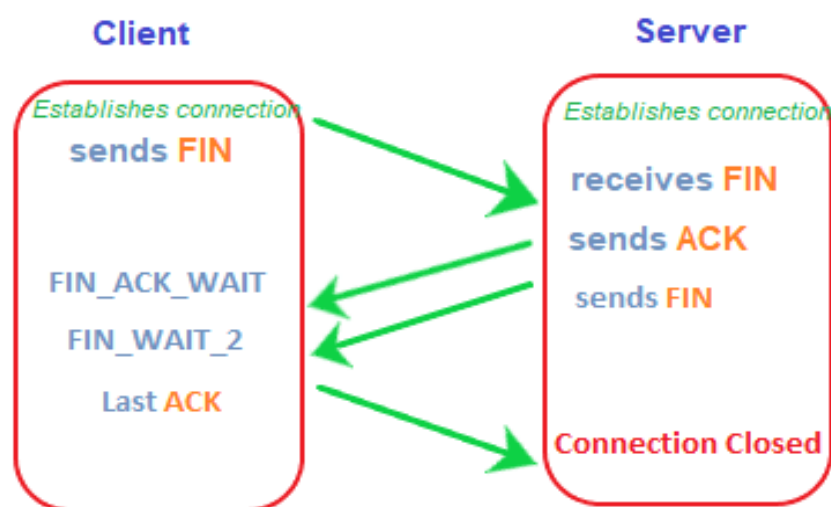 Client
Establishes connection
sends FIN
FIN_ACK_WAIT
FIN_WAIT_2
Last ACK
Server
Establishes connection
receives FIN
sends ACK
sends FIN
Connection Closed